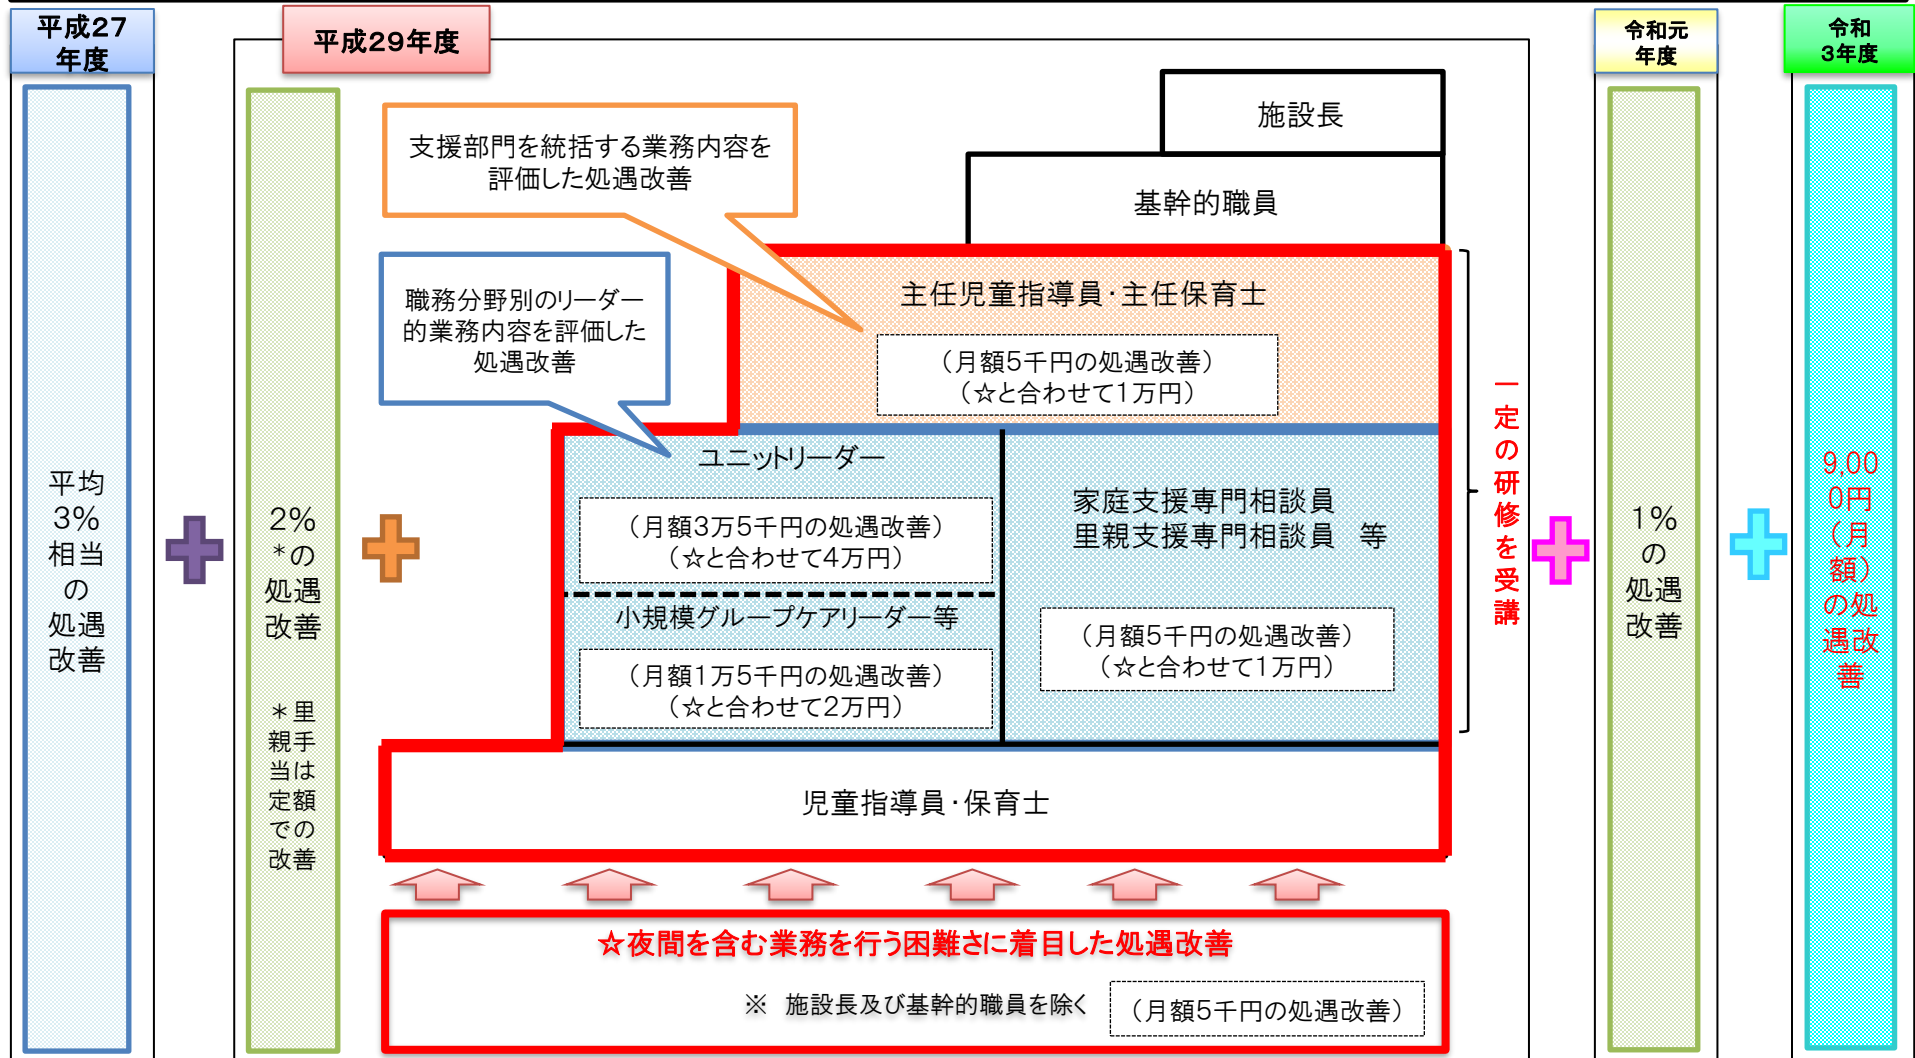 平成27
年度
平均
3%
相当
の
処遇
改善
平成29年度
2%
*の
処遇
改善
*里
親手
当は
定額
での
改善
支援部門を統括する業務内容を
評価した処遇改善
職務分野別のリーダー
的業務内容を評価した
処遇改善
施設長
基幹的職員
主任児童指導員・主任保育士
(月額5千円の処遇改善)
(☆と合わせて1万円)
ユニットリーダー
(月額3万5千円の処遇改善)
(☆と合わせて4万円)
小規模グループケアリーダー等
(月額1万5千円の処遇改善)
(☆と合わせて2万円)
家庭支援専門相談員
里親支援専門相談員 等
(月額5千円の処遇改善)
(☆と合わせて1万円)
児童指導員・保育士
一定の研修を受講
☆夜間を含む業務を行う困難さに着目した処遇改善
※ 施設長及び基幹的職員を除く
(月額5千円の処遇改善)
令和元
年度
1%
の
処遇
改善
令和
3年度
9,00
0円
(月
額)
の処
遇改
善